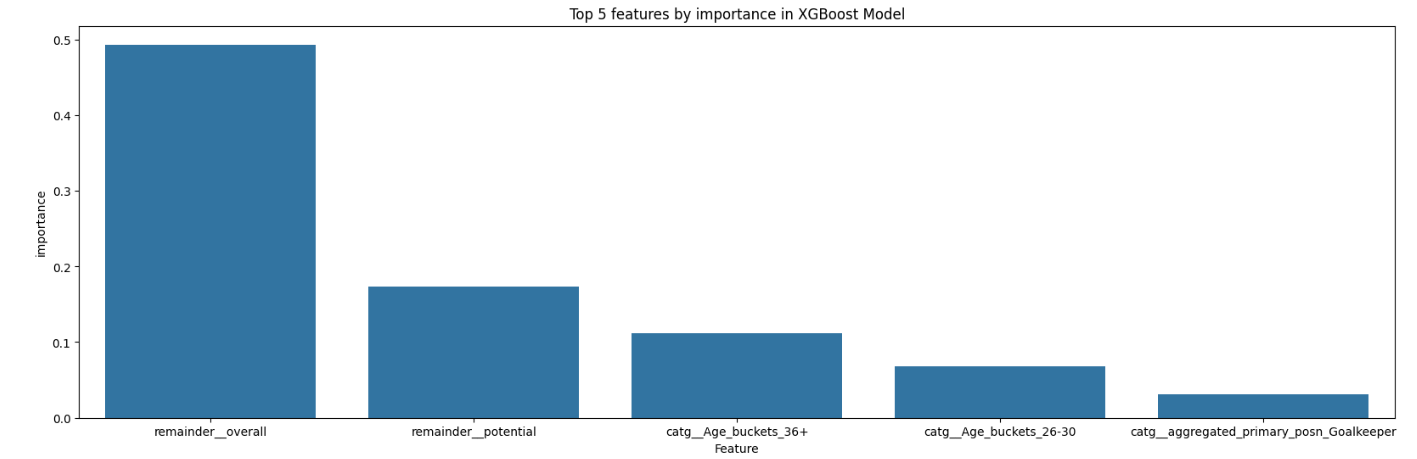 Top 5 features by importance in XGBoost Model
importance
0.5
0.4
0.3
0.2
0.1
0.0
remainder__overall
remainder__potential
catg__Age_buckets_36+
catg__Age_buckets_26-30
catg__aggregated_primary_posn_Goalkeeper
Feature